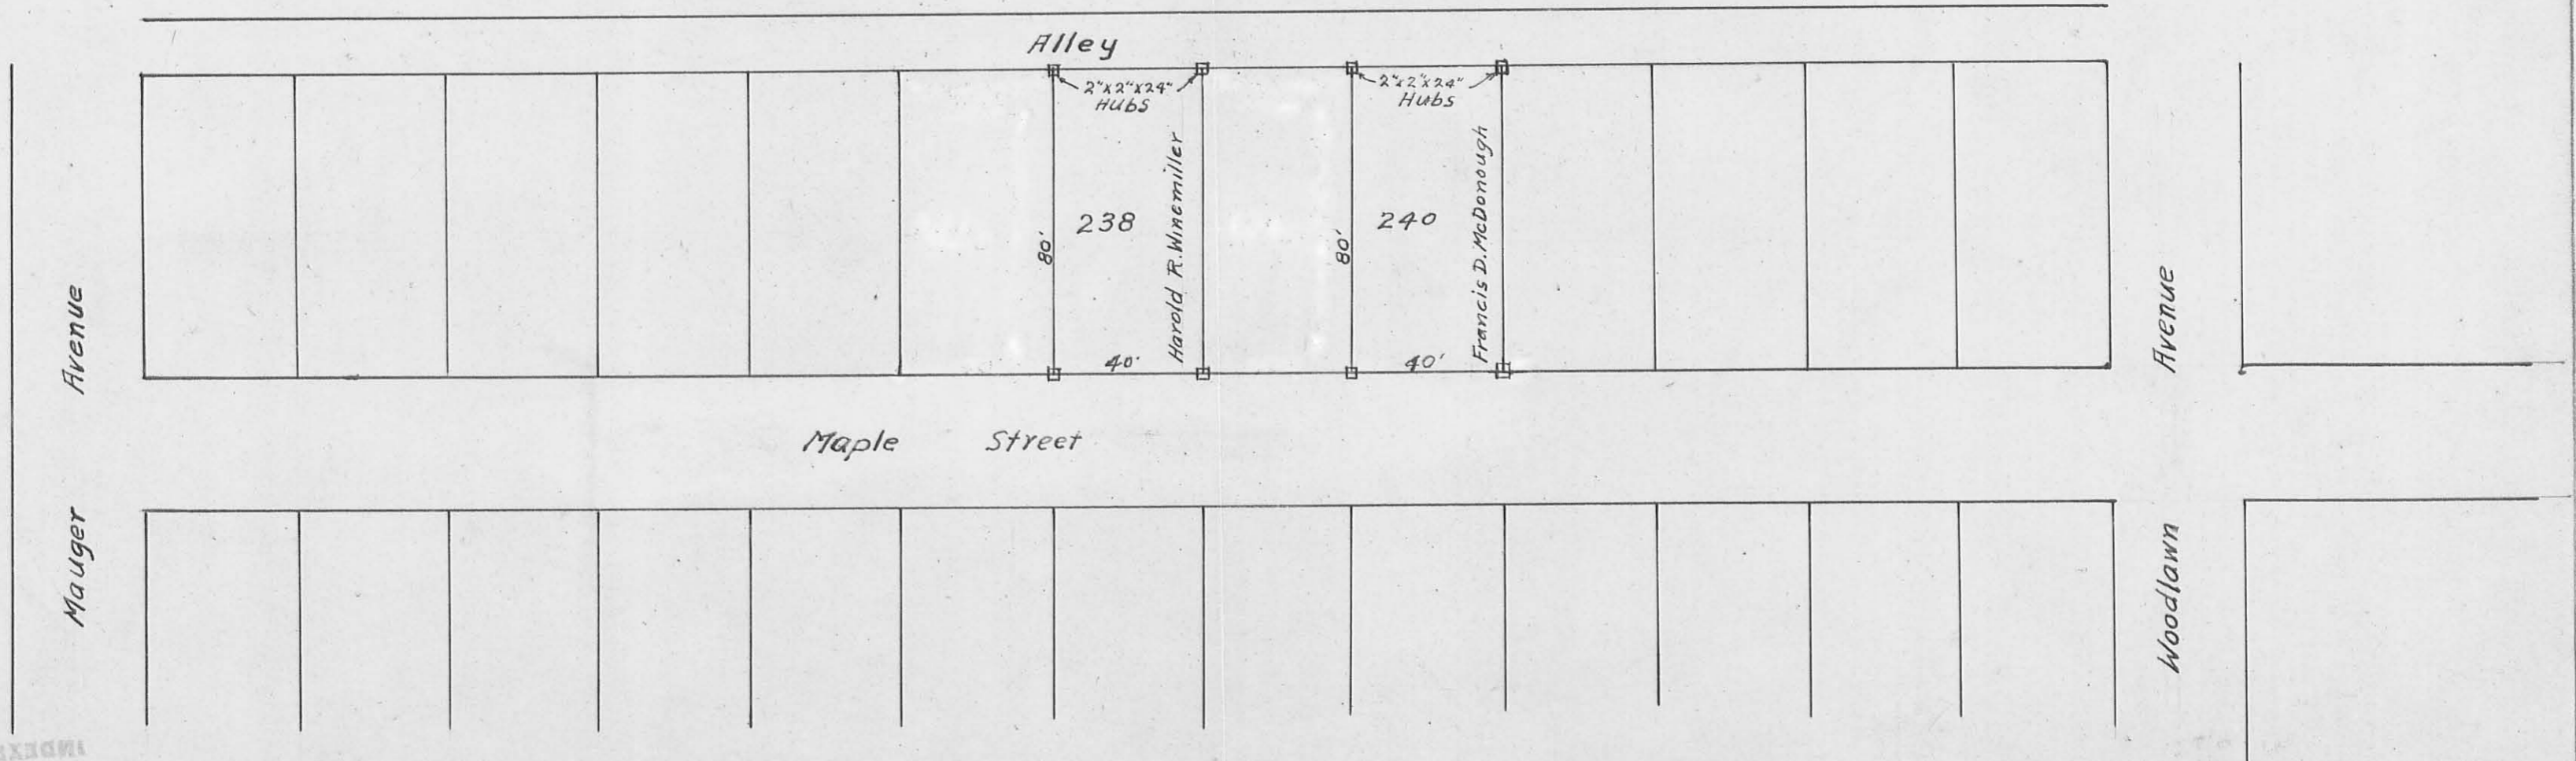 Alley
2"x2"x24"
Hubs
2"x2"x24"
Hubs
80'
238
Harold R. Winemiller
40'
80'
240
Francis D. McDonough
40'
Mauger Avenue
Maple Street
Woodlawn Avenue